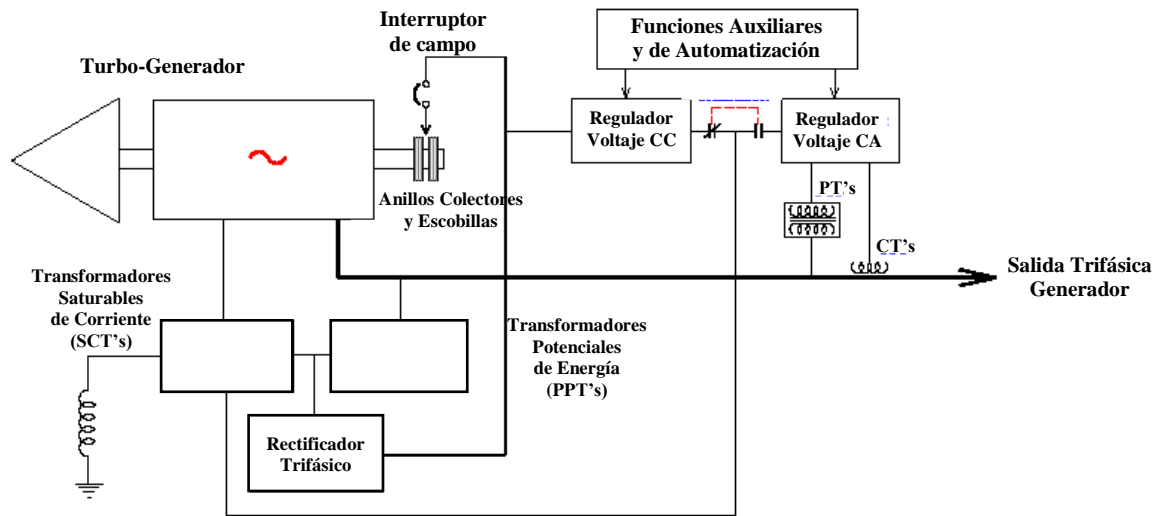 Interruptor
de campo
Funciones Auxiliares
y de Automatización
Turbo-Generador
Regulador
Voltaje CC
Regulador
Voltaje CA
Anillos Colectores
y Escobillas
PT's
CT's
Salida Trifásica
Generador
Transformadores
Saturables
de Corriente
(SCT's)
Transformadores
Potenciales
de Energía
(PPT's)
Rectificador
Trifásico